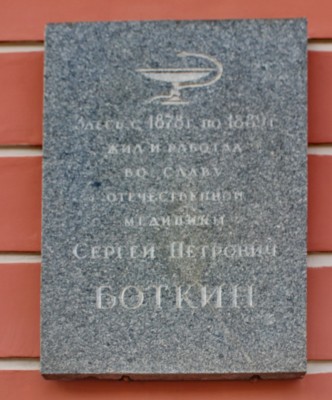 Здесь с 1878 г. по 1889 г.
жил и работал
во славу
отечественной
медицины
Сергей Петрович
БОТКИН